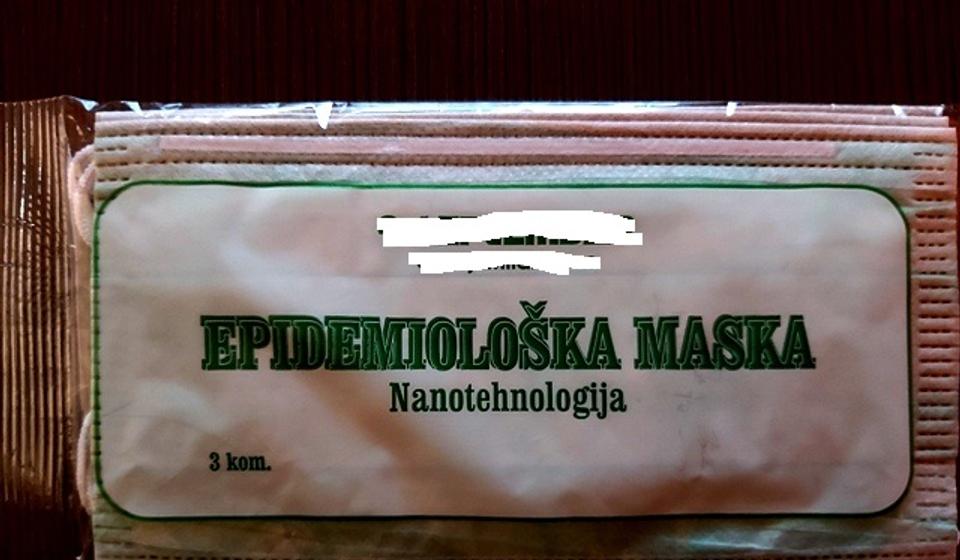 EPIDEMIOLOŠKA MASKA
Nanotehnologija
3 kom.